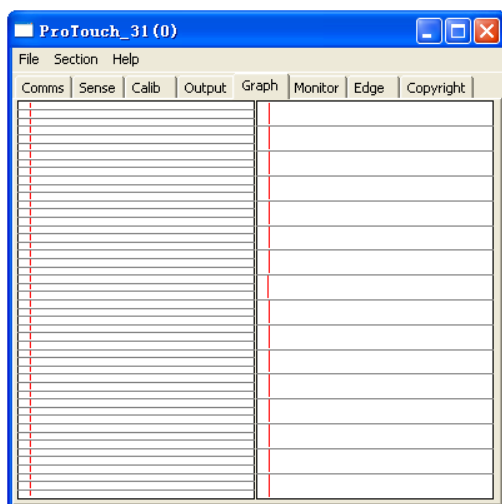 ProTouch_31(0)
File Section Help
Comms Sense Calib Output Graph Monitor Edge Copyright